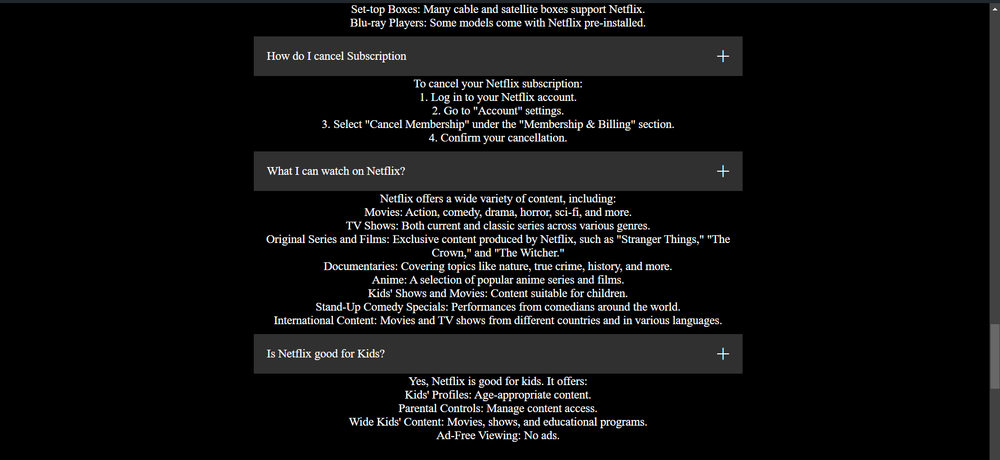 Set-top Boxes: Many cable and satellite boxes support Netflix.
Blu-ray Players: Some models come with Netflix pre-installed.
How do I cancel Subscription
To cancel your Netflix subscription:
1. Log in to your Netflix account.
2. Go to "Account" settings.
3. Select "Cancel Membership" under the "Membership & Billing" section.
4. Confirm your cancellation.
What I can watch on Netflix?
Netflix offers a wide variety of content, including:
Movies: Action, comedy, drama, horror, sci-fi, and more.
TV Shows: Both current and classic series across various genres.
Original Series and Films: Exclusive content produced by Netflix, such as "Stranger Things," "The
Crown," and "The Witcher."
Documentaries: Covering topics like nature, true crime, history, and more.
Anime: A selection of popular anime series and films.
Kids' Shows and Movies: Content suitable for children.
Stand-Up Comedy Specials: Performances from comedians around the world.
International Content: Movies and TV shows from different countries and in various languages.
Is Netflix good for Kids?
Yes, Netflix is good for kids. It offers:
Kids' Profiles: Age-appropriate content.
Parental Controls: Manage content access.
Wide Kids' Content: Movies, shows, and educational programs.
Ad-Free Viewing: No ads.